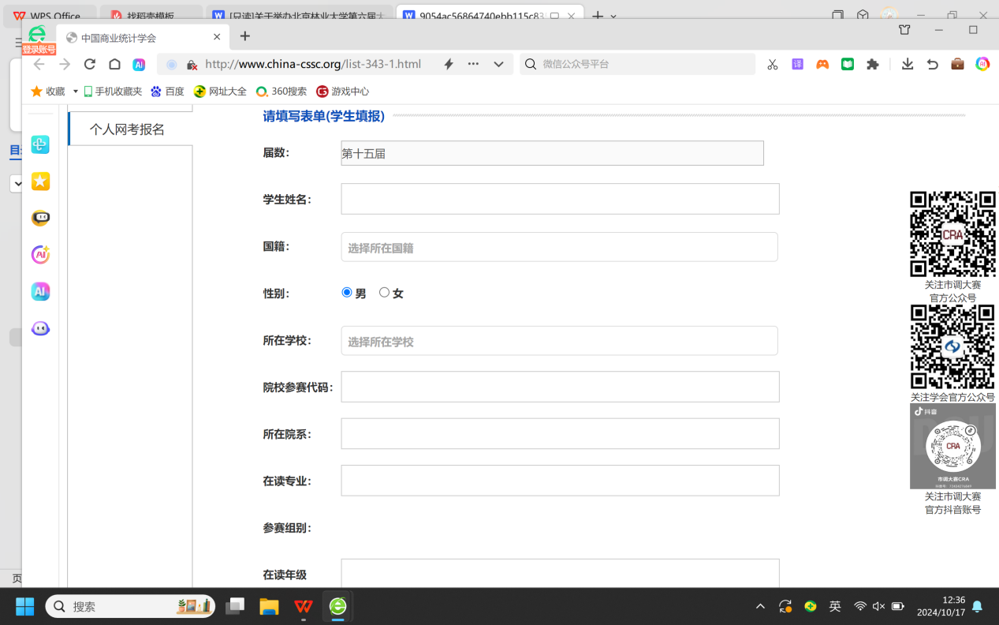 WPS Office
找稻壳模板
[只读]关于举办北京林业大学第六届大
9054ac56864740ebb115c83
登录账号
中国商业统计学会
http://www.china-cssc.org/list-343-1.html
微信公众号平台
译
收藏
手机收藏夹
百度
网址大全
360搜索
游戏中心
个人网考报名
请填写表单(学生填报)
届数:
第十五届
学生姓名:
国籍:
选择所在国籍
性别:
男
女
所在学校:
选择所在学校
院校参赛代码:
所在院系:
在读专业:
参赛组别:
在读年级
CRA
关注市调大赛
官方公众号
关注学会官方公众号
抖音
CRA
市调大赛CRA
关注市调大赛
官方抖音账号
AI
AI
AI
目
页
搜索
英
12:36
2024/10/17